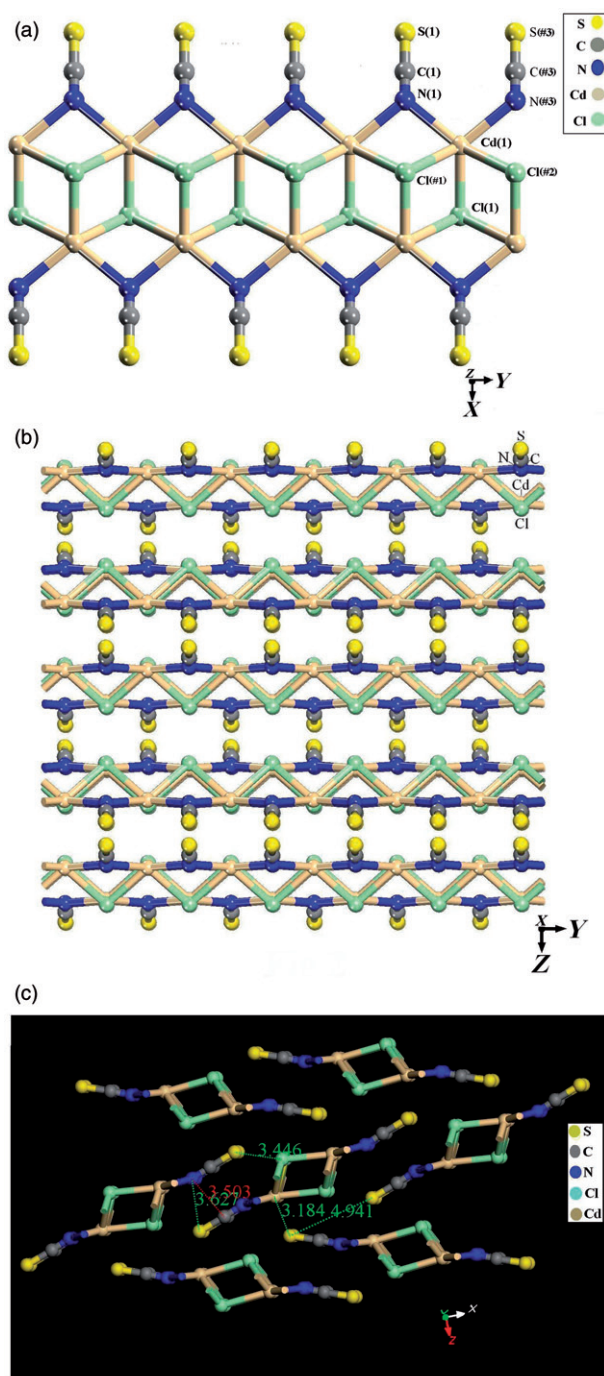 (a)
S(1)
S(#3)
S
C(1)
C(#3)
C
N(1)
N(#3)
N
Cd
Cl
Cd(1)
Cl(#1)
Cl(#2)
Cl(1)
Z
Y
X
(b)
S
N
C
Cd
Cl
X
Y
Z
(c)
S
C
N
Cl
Cd
3.446
3.503
3.627
3.184
4.941
x
z